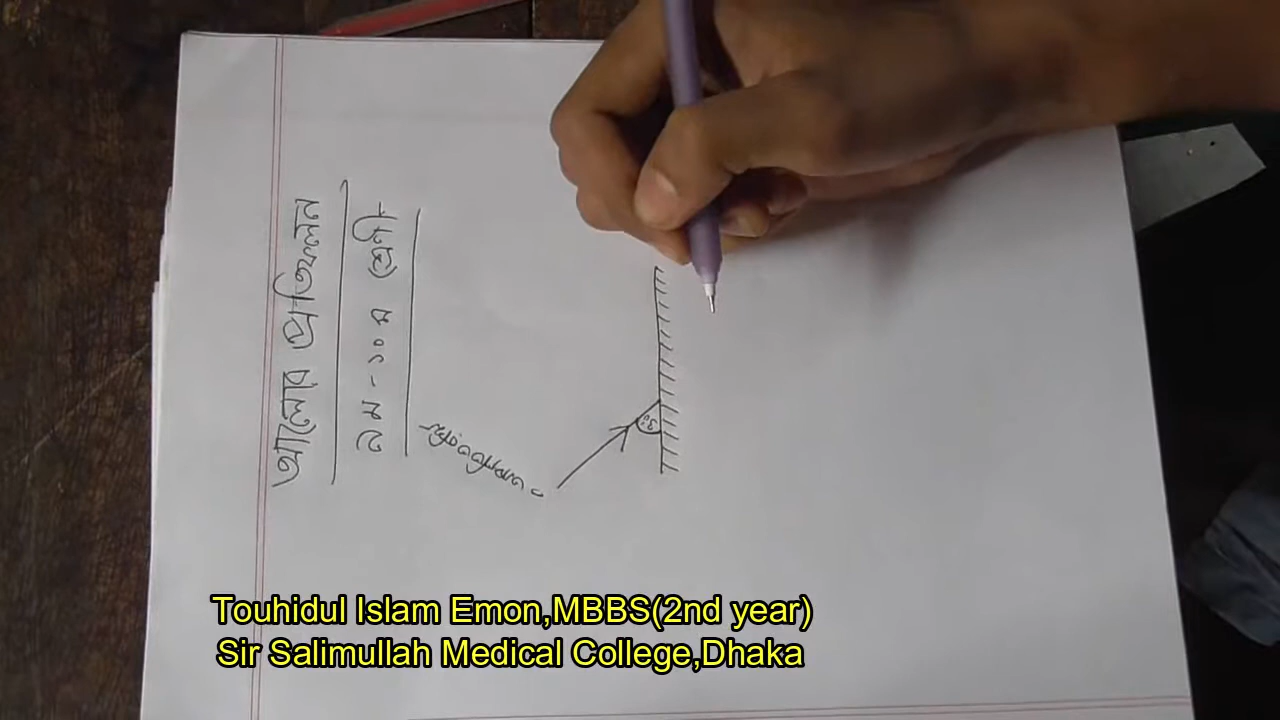 আলোর প্রতিফলন
৯ম - ১০ম শ্রেণী
Touhidul Islam Emon,MBBS(2nd year)
Sir Salimullah Medical College,Dhaka